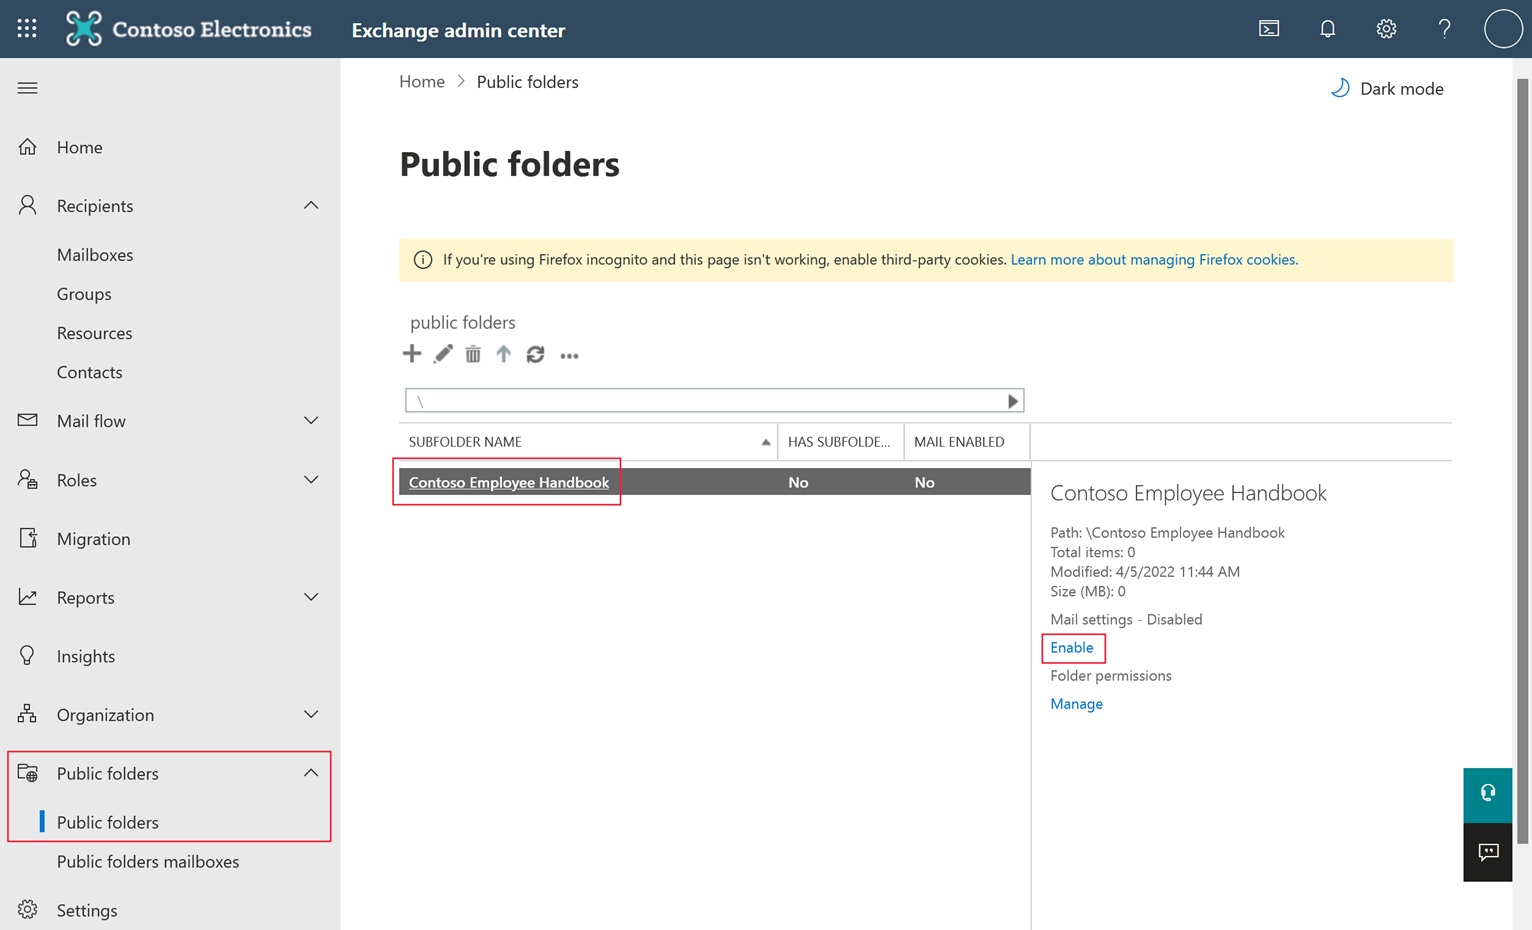 Contoso Electronics
Exchange admin center
Home > Public folders
Dark mode
Home
Recipients
Mailboxes
Groups
Resources
Contacts
Mail flow
Roles
Migration
Reports
Insights
Organization
Public folders
Public folders
Public folders mailboxes
Settings
Public folders
If you're using Firefox incognito and this page isn't working, enable third-party cookies. Learn more about managing Firefox cookies.
public folders
\
SUBFOLDER NAME HAS SUBFOLDE... MAIL ENABLED
Contoso Employee Handbook No No
Contoso Employee Handbook
Path: \Contoso Employee Handbook
Total items: 0
Modified: 4/5/2022 11:44 AM
Size (MB): 0
Mail settings - Disabled
Enable
Folder permissions
Manage